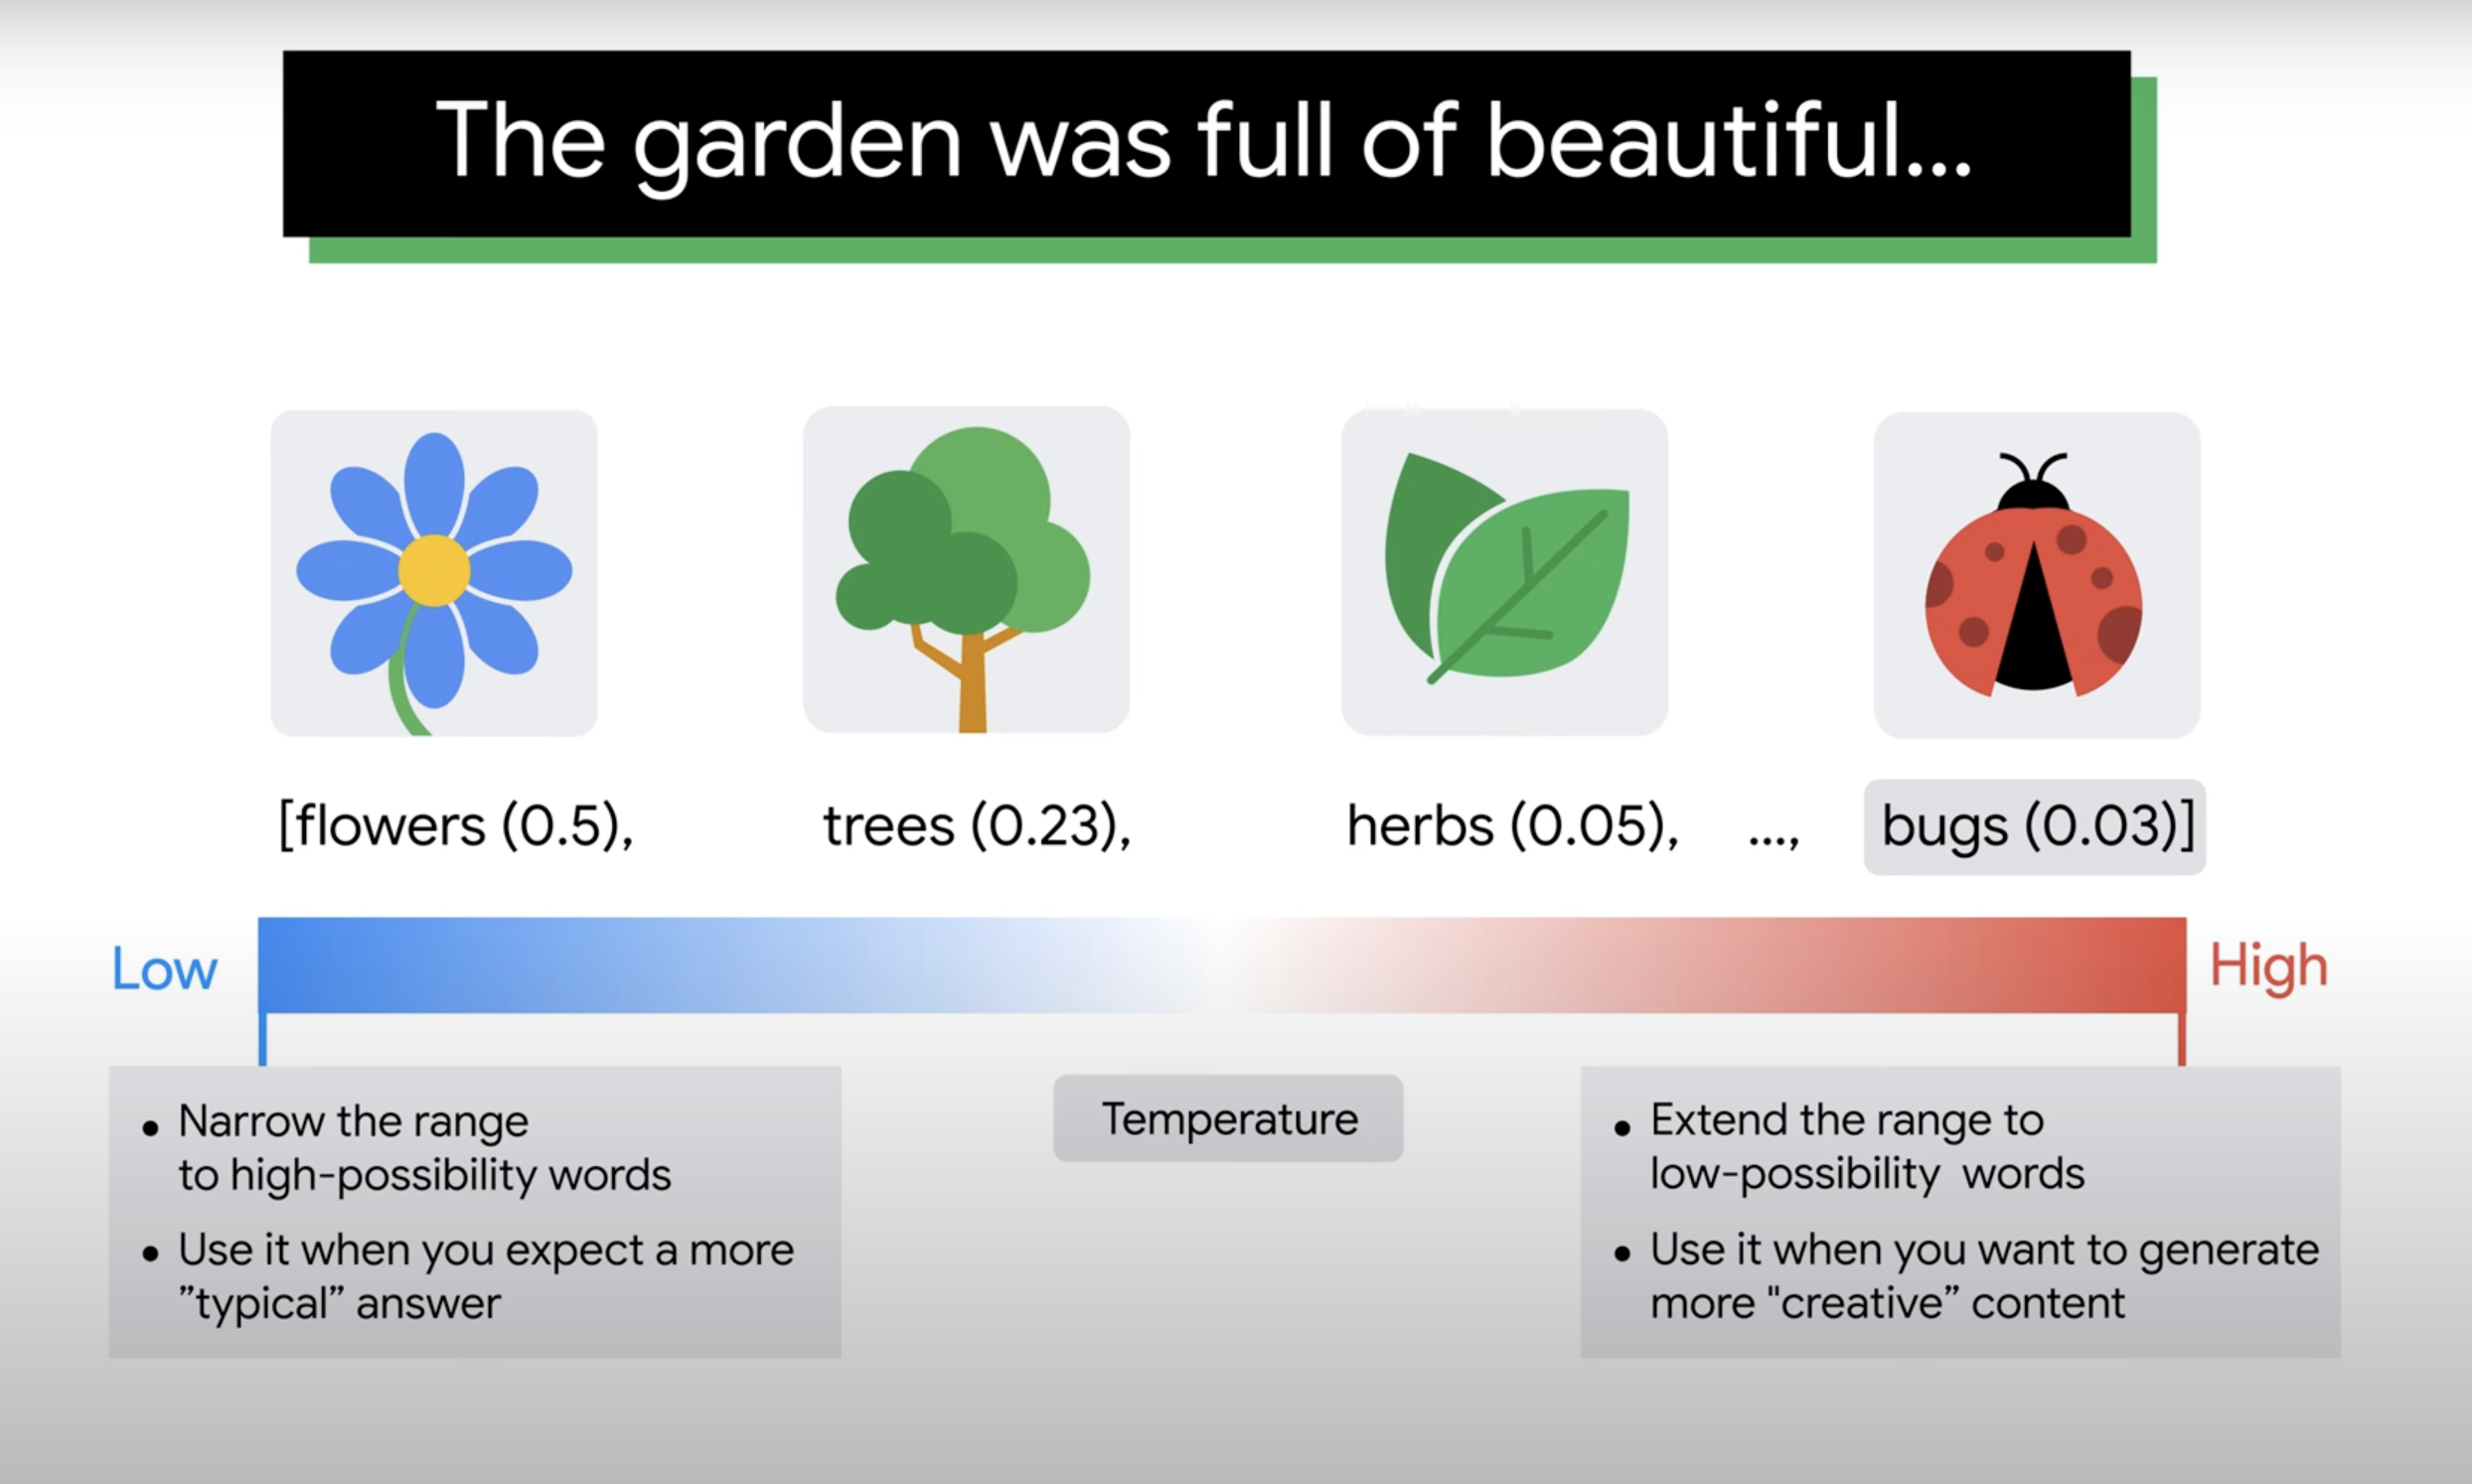 The garden was full of beautiful...
[flowers (0.5), trees (0.23), herbs (0.05), ..., bugs (0.03)]
Low
High
• Narrow the range
to high-possibility words
• Use it when you expect a more
”typical” answer
Temperature
• Extend the range to
low-possibility words
• Use it when you want to generate
more "creative” content